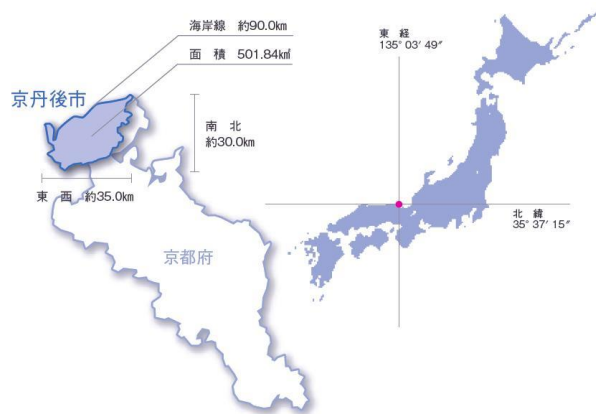 海岸線　約90.0km
面　積　501.84km²
京丹後市
南北
約30.0km
東　西　約35.0km
京都府
東経
135° 03′ 49″
北緯
35° 37′ 15″